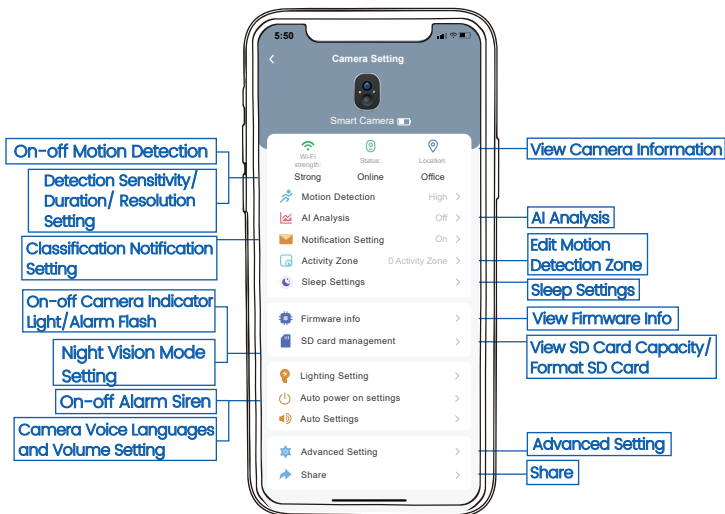 5:50
Camera Setting
Smart Camera
Wi-Fi
strength:
Strong
Status:
Online
Location:
Office
Motion Detection High
AI Analysis Off
Notification Setting On
Activity Zone 0 Activity Zone
Sleep Settings
Firmware info
SD card management
Lighting Setting
Auto power on settings
Auto Settings
Advanced Setting
Share
On-off Motion Detection
Detection Sensitivity/
Duration/ Resolution
Setting
Classification Notification
Setting
On-off Camera Indicator
Light/Alarm Flash
Night Vision Mode
Setting
On-off Alarm Siren
Camera Voice Languages
and Volume Setting
View Camera Information
AI Analysis
Edit Motion
Detection Zone
Sleep Settings
View Firmware Info
View SD Card Capacity/
Format SD Card
Advanced Setting
Share